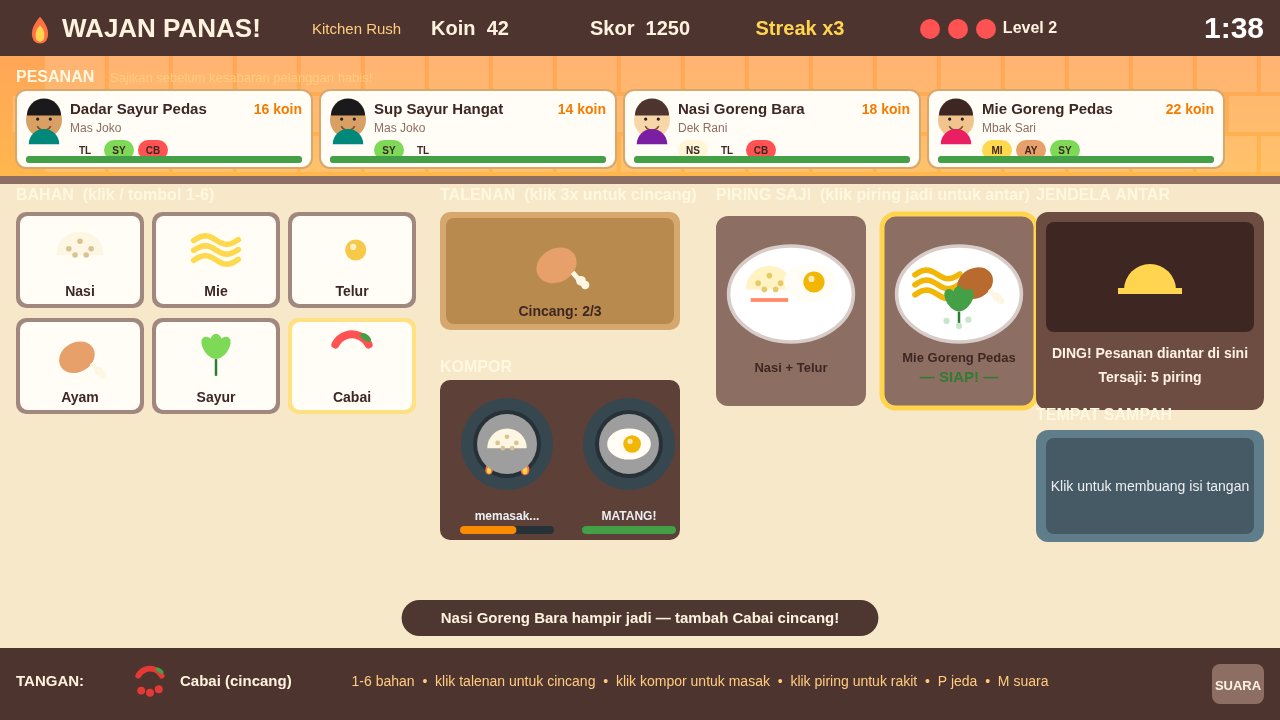 WAJAN PANAS!
Kitchen Rush
Koin 42
Skor 1250
Streak x3
Level 2
1:38
PESANAN
Sajikan sebelum kesabaran pelanggan habis!
Dadar Sayur Pedas
16 koin
Mas Joko
TL SY CB
Sup Sayur Hangat
14 koin
Mas Joko
SY TL
Nasi Goreng Bara
18 koin
Dek Rani
NS TL CB
Mie Goreng Pedas
22 koin
Mbak Sari
MI AY SY
BAHAN (klik / tombol 1-6)
Nasi
Mie
Telur
Ayam
Sayur
Cabai
TALENAN (klik 3x untuk cincang)
Cincang: 2/3
KOMPOR
memasak...
MATANG!
PIRING SAJI (klik piring jadi untuk antar)
Nasi + Telur
Mie Goreng Pedas
— SIAP! —
JENDELA ANTAR
DING! Pesanan diantar di sini
Tersaji: 5 piring
TEMPAT SAMPAH
Klik untuk membuang isi tangan
Nasi Goreng Bara hampir jadi — tambah Cabai cincang!
TANGAN:
Cabai (cincang)
1-6 bahan • klik talenan untuk cincang • klik kompor untuk masak • klik piring untuk rakit • P jeda • M suara
SUARA